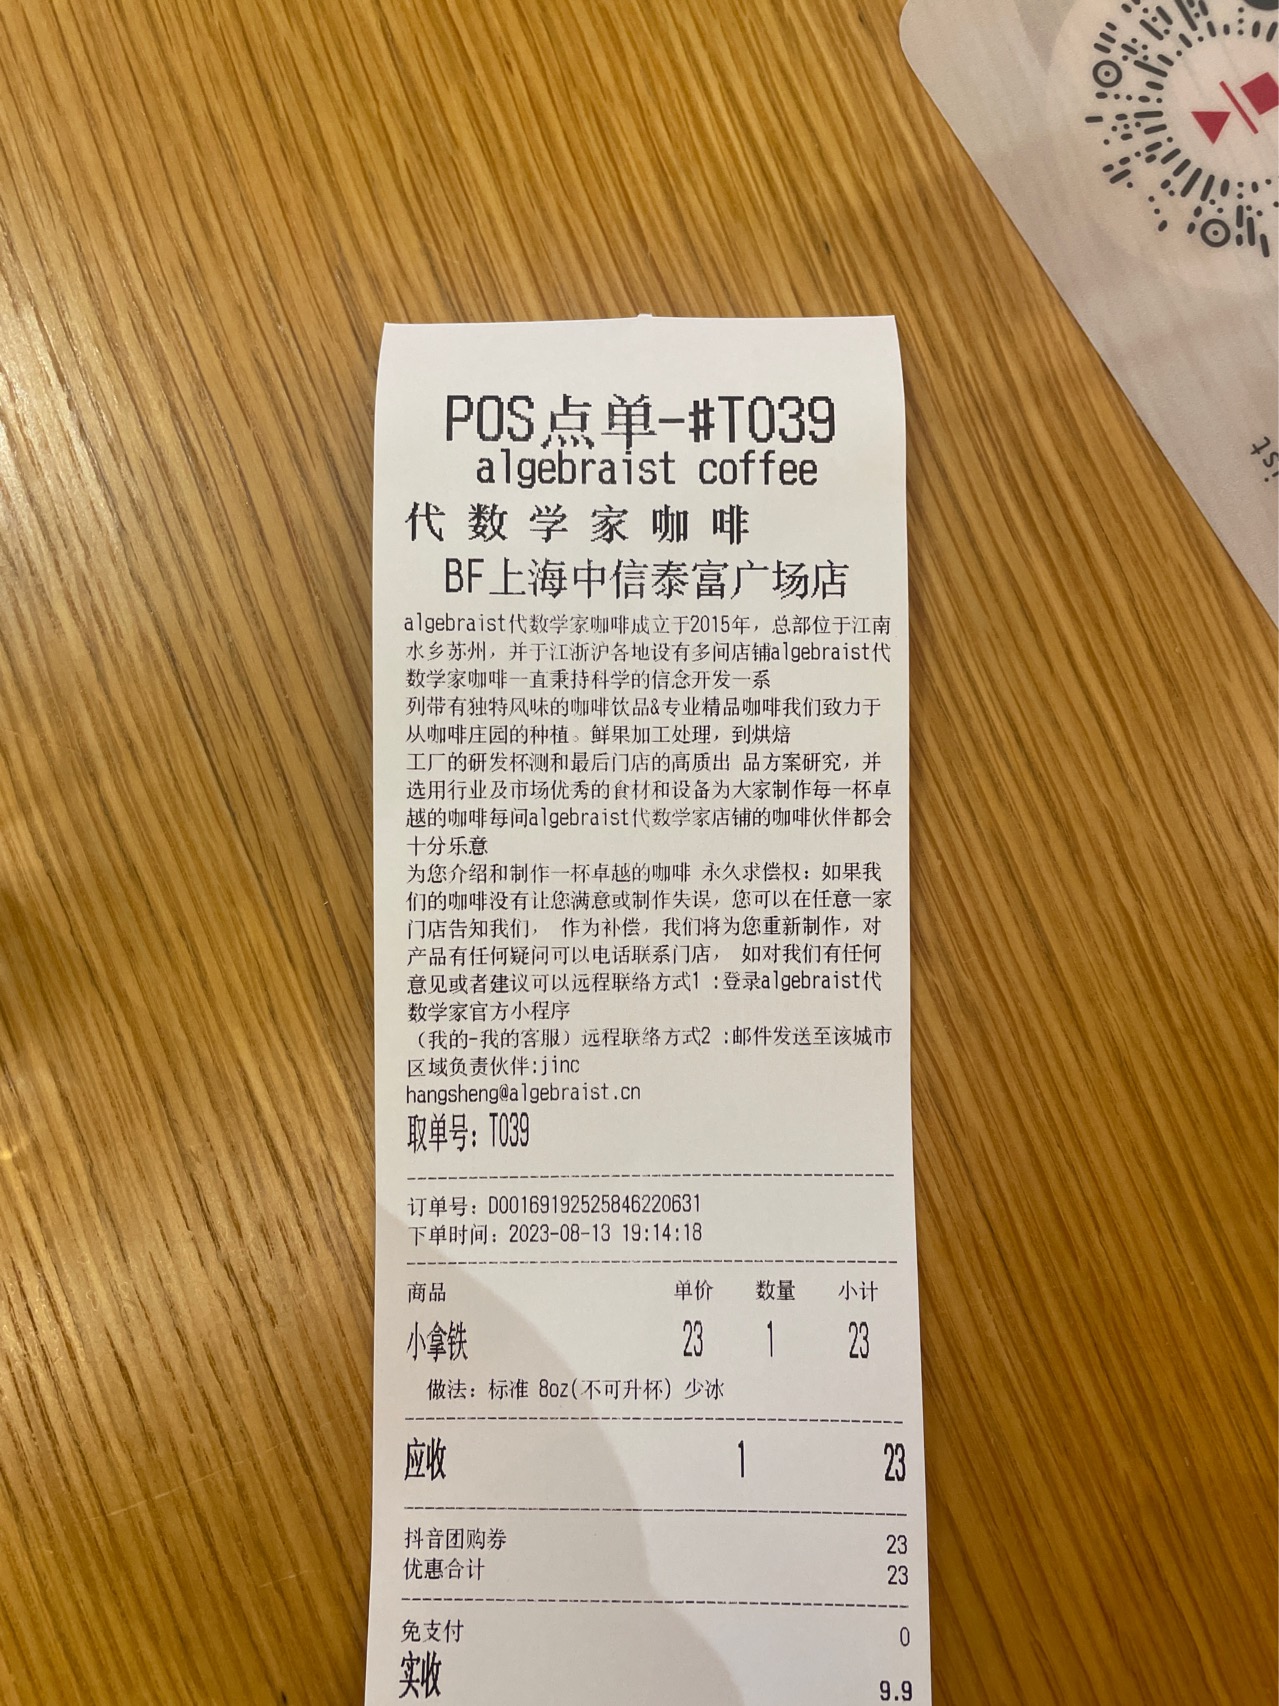 POS点单-#T039
algebraist coffee
代数学家咖啡
BF上海中信泰富广场店
algebraist代数学家咖啡成立于2015年，总部位于江南
水乡苏州，并于江浙沪各地设有多间店铺algebraist代
数学家咖啡一直秉持科学的信念开发一系
列带有独特风味的咖啡饮品&专业精品咖啡我们致力于
从咖啡庄园的种植。鲜果加工处理，到烘焙
工厂的研发杯测和最后门店的高质出 品方案研究，并
选用行业及市场优秀的食材和设备为大家制作每一杯卓
越的咖啡每间algebraist代数学家店铺的咖啡伙伴都会
十分乐意
为您介绍和制作一杯卓越的咖啡 永久求偿权：如果我
们的咖啡没有让您满意或制作失误，您可以在任意一家
门店告知我们， 作为补偿，我们将为您重新制作，对
产品有任何疑问可以电话联系门店， 如对我们有任何
意见或者建议可以远程联络方式1 :登录algebraist代
数学家官方小程序
（我的-我的客服）远程联络方式2 :邮件发送至该城市
区域负责伙伴:jinc
hangsheng@algebraist.cn
取单号：T039
订单号：D00169192525846220631
下单时间：2023-08-13 19:14:18
商品 单价 数量 小计
小拿铁 23 1 23
做法：标准 8oz(不可升杯) 少冰
应收 1 23
抖音团购券 23
优惠合计 23
免支付 0
实收 9.9